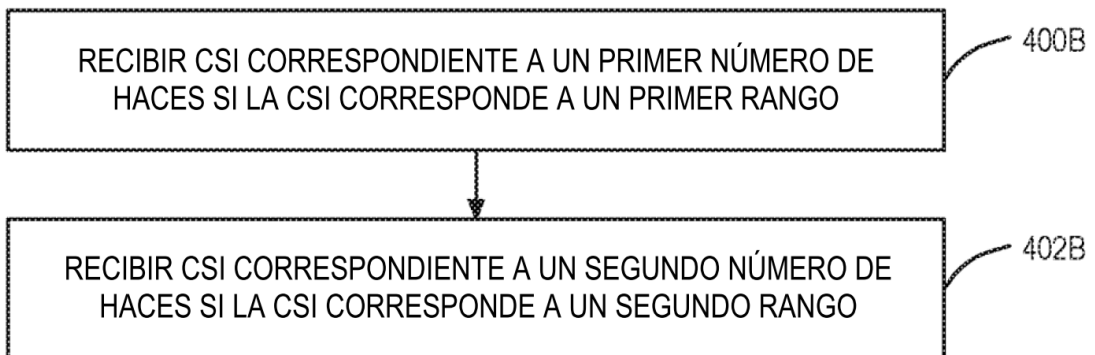 RECIBIR CSI CORRESPONDIENTE A UN PRIMER NÚMERO DE
HACES SI LA CSI CORRESPONDE A UN PRIMER RANGO
400B
RECIBIR CSI CORRESPONDIENTE A UN SEGUNDO NÚMERO DE
HACES SI LA CSI CORRESPONDE A UN SEGUNDO RANGO
402B